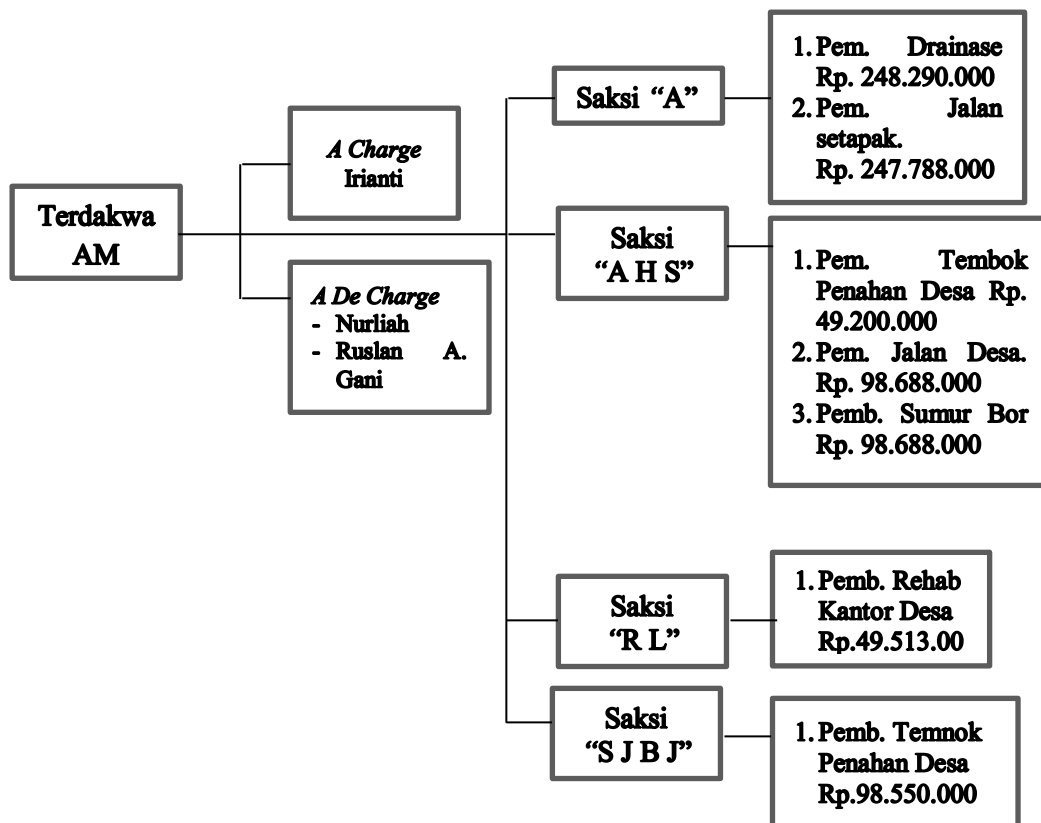 Terdakwa
AM
A Charge
Irianti
A De Charge
- Nurliah
- Ruslan A.
Gani
Saksi “A”
1. Pem. Drainase
Rp. 248.290.000
2. Pem. Jalan
setapak.
Rp. 247.788.000
Saksi
“A H S”
1. Pem. Tembok
Penahan Desa Rp.
49.200.000
2. Pem. Jalan Desa.
Rp. 98.688.000
3. Pemb. Sumur Bor
Rp. 98.688.000
Saksi
“R L”
1. Pemb. Rehab
Kantor Desa
Rp.49.513.00
Saksi
“S J B J”
1. Pemb. Temnok
Penahan Desa
Rp.98.550.000